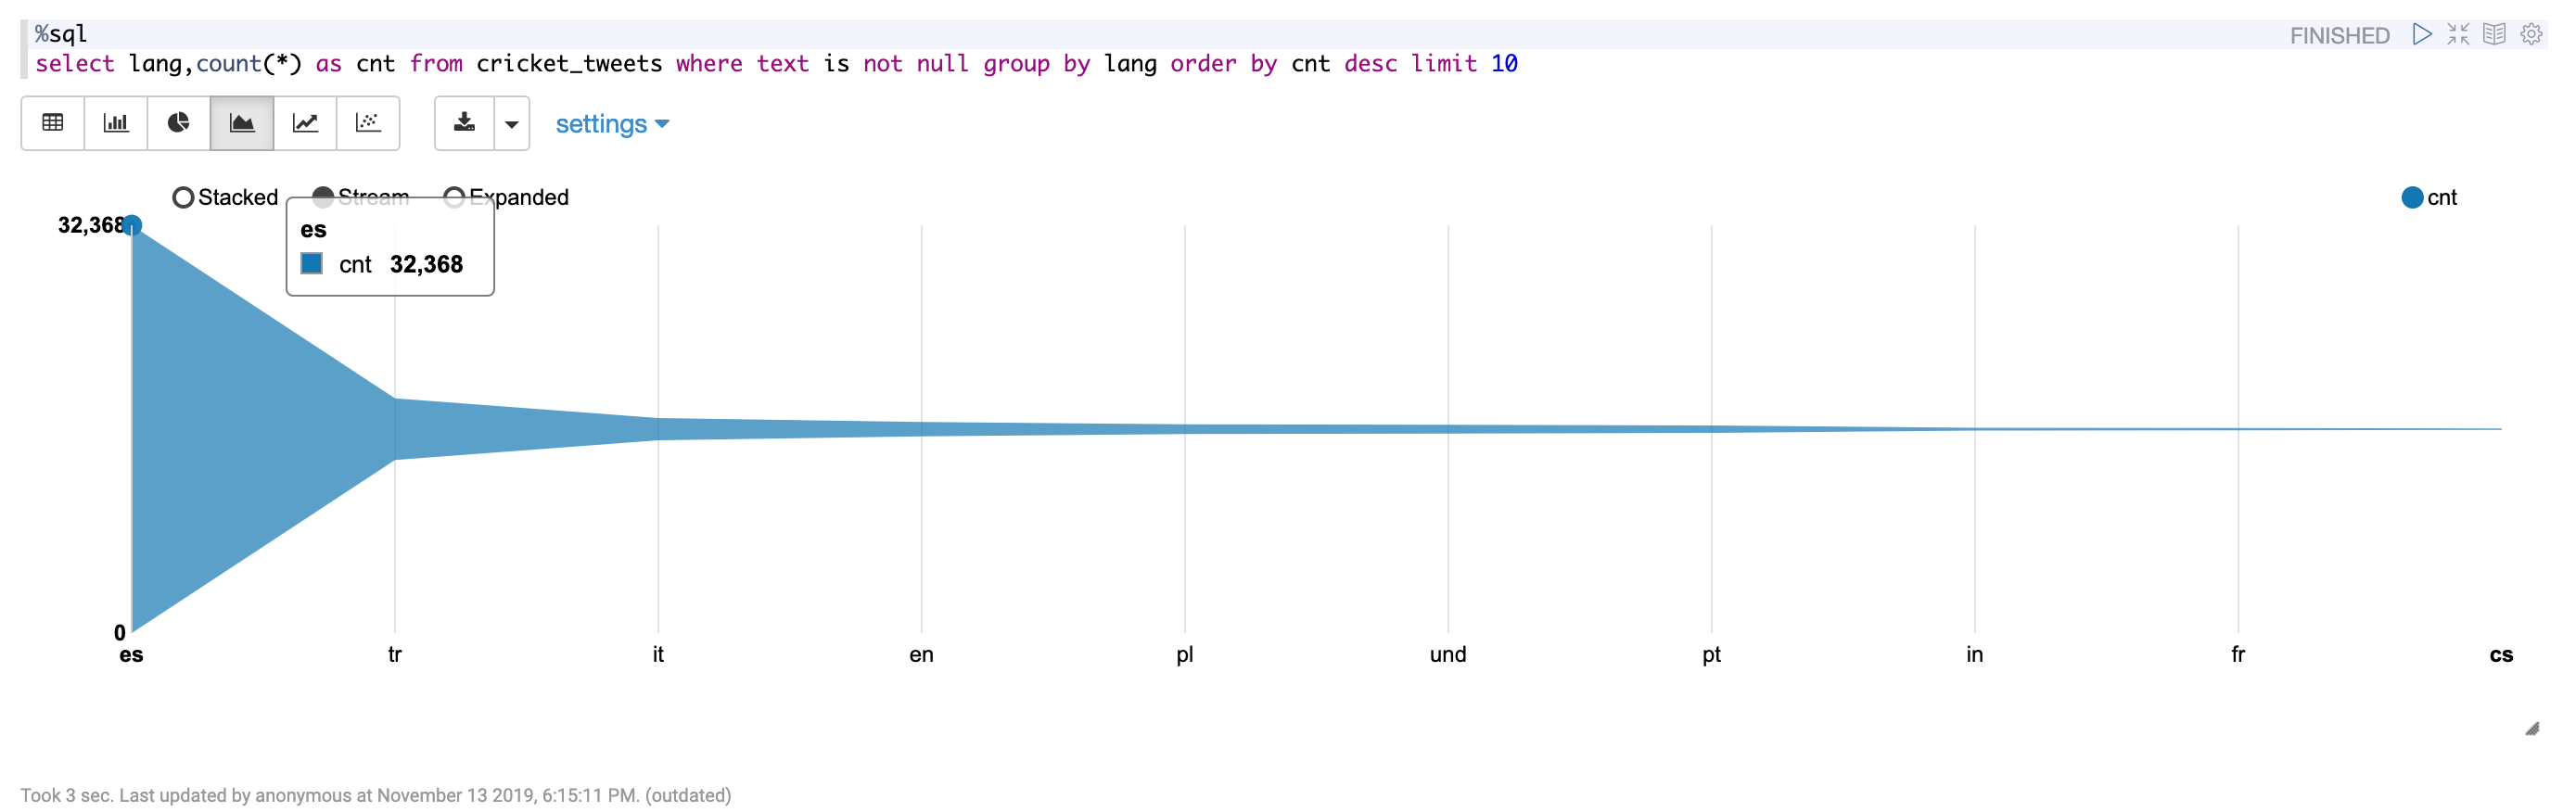 %sql
FINISHED
select lang,count(*) as cnt from cricket_tweets where text is not null group by lang order by cnt desc limit 10
settings
Stacked Stream Expanded
cnt
32,368
es
cnt 32,368
0
es tr it en pl und pt in fr cs
Took 3 sec. Last updated by anonymous at November 13 2019, 6:15:11 PM. (outdated)